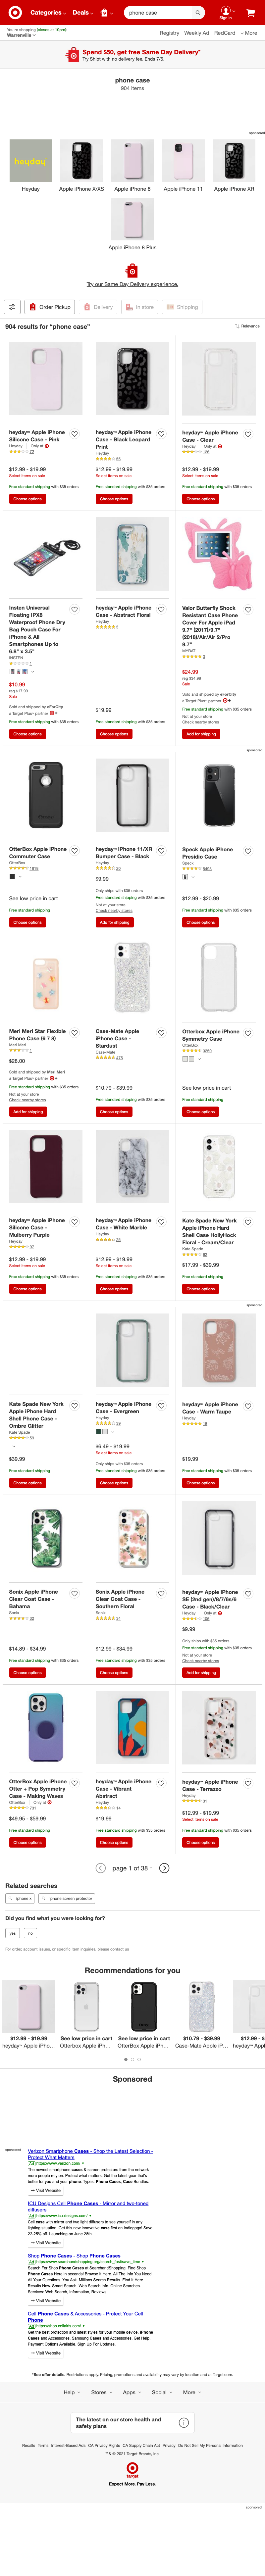 Categories
Deals
phone case
Sign in
You're shopping (closes at 10pm):
Warrenville
Registry
Weekly Ad
RedCard
More
Spend $50, get free Same Day Delivery*
Try Shipt with no delivery fee. Ends 7/5.
phone case
904 items
sponsored
heyday
Heyday
Apple iPhone X/XS
Apple iPhone 8
Apple iPhone 11
Apple iPhone XR
Apple iPhone 8 Plus
Try our Same Day Delivery experience.
Order Pickup
Delivery
In store
Shipping
904 results for "phone case"
Relevance
heyday™ Apple iPhone Silicone Case - Pink
Heyday
Only at
$12.99 - $19.99
Select items on sale
Free standard shipping with $35 orders
Choose options
heyday™ Apple iPhone Case - Black Leopard Print
Heyday
$12.99 - $19.99
Select items on sale
Free standard shipping with $35 orders
Choose options
heyday™ Apple iPhone Case - Clear
Heyday
Only at
$12.99 - $19.99
Select items on sale
Free standard shipping with $35 orders
Choose options
Insten Universal Floating IPX8 Waterproof Phone Dry Bag Pouch Case For iPhone & All Smartphones Up to 6.8" x 3.5"
INSTEN
1
$10.99
reg $11.99
Sale
Sold and shipped by eForCity
a Target Plus™ partner
Free standard shipping with $35 orders
Choose options
heyday™ Apple iPhone Case - Abstract Floral
Heyday
$19.99
Free standard shipping with $35 orders
Choose options
Valor Butterfly Shock Resistant Case Phone Cover For Apple iPad 9.7" (2017)/9.7" (2018)/Air/Air 2/Pro 9.7"
MYBAT
$24.99
reg $34.99
Sale
Sold and shipped by eForCity
a Target Plus™ partner
Free standard shipping with $35 orders
Not at your store
Check nearby stores
Add for shipping
sponsored
OtterBox Apple iPhone Commuter Case
OtterBox
See low price in cart
Free standard shipping
Choose options
heyday™ iPhone 11/XR Bumper Case - Black
Heyday
$9.99
Only ships with $35 orders
Free standard shipping with $35 orders
Not at your store
Check nearby stores
Add for shipping
Speck Apple iPhone Presidio Case
Speck
$12.99 - $20.99
Free standard shipping with $35 orders
Choose options
Meri Meri Star Flexible Phone Case (6 7 8)
Meri Meri
1
$28.00
Sold and shipped by Meri Meri
a Target Plus™ partner
Free standard shipping with $35 orders
Not at your store
Check nearby stores
Add for shipping
Case-Mate Apple iPhone Case - Stardust
Case-Mate
475
$10.79 - $39.99
Free standard shipping with $35 orders
Choose options
Otterbox Apple iPhone Symmetry Case
OtterBox
See low price in cart
Free standard shipping
Choose options
heyday™ Apple iPhone Silicone Case - Mulberry Purple
Heyday
$12.99 - $19.99
Select items on sale
Free standard shipping with $35 orders
Choose options
heyday™ Apple iPhone Case - White Marble
Heyday
$12.99 - $19.99
Select items on sale
Free standard shipping with $35 orders
Choose options
Kate Spade New York Apple iPhone Hard Shell Case HollyHock Floral - Cream/Clear
Kate Spade
$17.99 - $39.99
Free standard shipping
Choose options
sponsored
Kate Spade New York Apple iPhone Hard Shell Phone Case - Ombre Glitter
Kate Spade
$39.99
Free standard shipping
Choose options
heyday™ Apple iPhone Case - Evergreen
Heyday
$6.49 - $19.99
Select items on sale
Only ships with $35 orders
Free standard shipping with $35 orders
Choose options
heyday™ Apple iPhone Case - Warm Taupe
Heyday
$19.99
Free standard shipping with $35 orders
Choose options
Sonix Apple iPhone Clear Coat Case - Bahama
Sonix
$14.89 - $34.99
Free standard shipping with $35 orders
Choose options
Sonix Apple iPhone Clear Coat Case - Southern Floral
Sonix
$12.99 - $34.99
Free standard shipping with $35 orders
Choose options
heyday™ Apple iPhone SE (2nd gen)/8/7/6s/6 Case - Black/Clear
Heyday
Only at
$9.99
Only ships with $35 orders
Free standard shipping with $35 orders
Not at your store
Check nearby stores
Add for shipping
OtterBox Apple iPhone Otter + Pop Symmetry Case - Making Waves
OtterBox
Only at
$49.95 - $59.99
Free standard shipping
Choose options
heyday™ Apple iPhone Case - Vibrant Abstract
Heyday
14
$19.99
Free standard shipping with $35 orders
Choose options
heyday™ Apple iPhone Case - Terrazzo
Heyday
$12.99 - $19.99
Select items on sale
Free standard shipping with $35 orders
Choose options
page 1 of 38
Related searches
iphone x
iphone screen protector
Did you find what you were looking for?
yes
no
For order, account issues, or specific item inquiries, please contact us
Recommendations for you
$12.99 - $19.99
heyday™ Apple iPho...
See low price in cart
Otterbox Apple iPh...
See low price in cart
OtterBox Apple iPh...
$10.79 - $39.99
Case-Mate Apple iP...
$12.99 - $
heyday™ Appl
Sponsored
sponsored
Verizon Smartphone Cases - Shop the Latest Selection - Protect What Matters
Ad https://www.verizon.com/
The newest smartphone cases & screen protectors from the network more people rely on. Protect what matters. Get the latest gear that's better for you and your phone. Types: Phone Cases, Case Bundles.
→ Visit Website
ICU Designs Cell Phone Cases - Mirror and two-toned diffusers
Ad https://www.icu-designs.com/
Cell case with mirror and two light diffusers to see yourself in any lighting situation. Get this new innovative case first on Indiegogo! Save 22-25% off. Launching on June 28th.
→ Visit Website
Shop Phone Cases - Shop Phone Cases
Search For Shop Phone Cases at SearchandShopping. Find Shop Phone Cases Here in seconds! Browse It Here. All The Info You Need. All Your Questions. You Ask. Millions Search Results. Find It Here. Results Now. Smart Search. Web Search Info. Online Searches. Services: Web Search, Information, Reviews.
→ Visit Website
Cell Phone Cases & Accessories - Protect Your Cell Phone
Ad https://shop.cellairis.com/
Get the best protection and latest styles for your mobile device. iPhone Cases and Accessories. Samsung Cases and Accessories. Get Help. Payment Options Available. Sign Up For Updates.
→ Visit Website
*See offer details. Restrictions apply. Pricing, promotions and availability may vary by location and at Target.com.
Help
Stores
Apps
Social
More
The latest on our store health and safety plans
Recalls
Terms
Interest-Based Ads
CA Privacy Rights
CA Supply Chain Act
Privacy
Do Not Sell My Personal Information
™ & © 2021 Target Brands, Inc.
target
Expect More. Pay Less.
sponsored